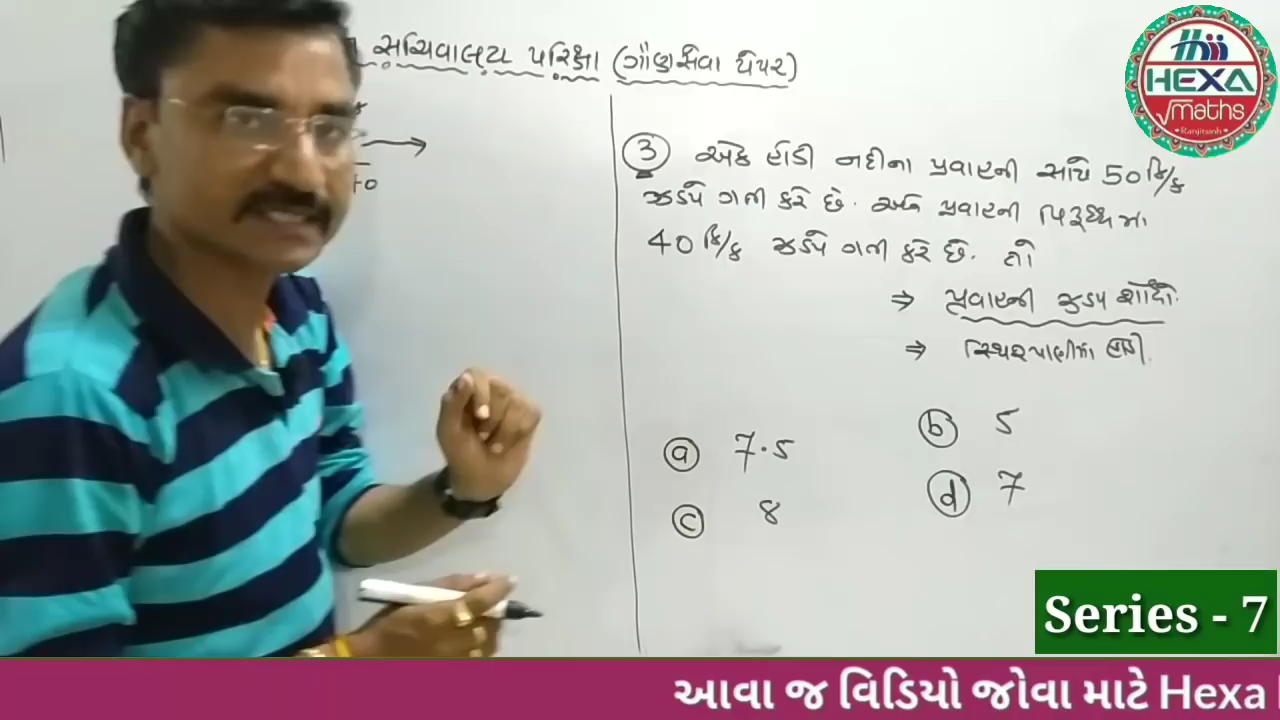 સચિવાલય પરિક્ષા (ગૌણસેવા પેપર)
3 એક હોડી નદીના પ્રવાહની સાથે 50 કિ/ક
ઝડપે ગતી કરે છે. અને પ્રવાહની વિરૂધ્ધમા
40 કિ/ક ઝડપે ગતી કરે છે. તો
⇒ પ્રવાહની ઝડપ શોધો.
⇒ સ્થિરપાણીમા હોડી.
a 7.5
b 5
c 8
d 7
HEXA
√maths
Ranjitsinh
Series - 7
આવા જ વિડિયો જોવા માટે Hexa